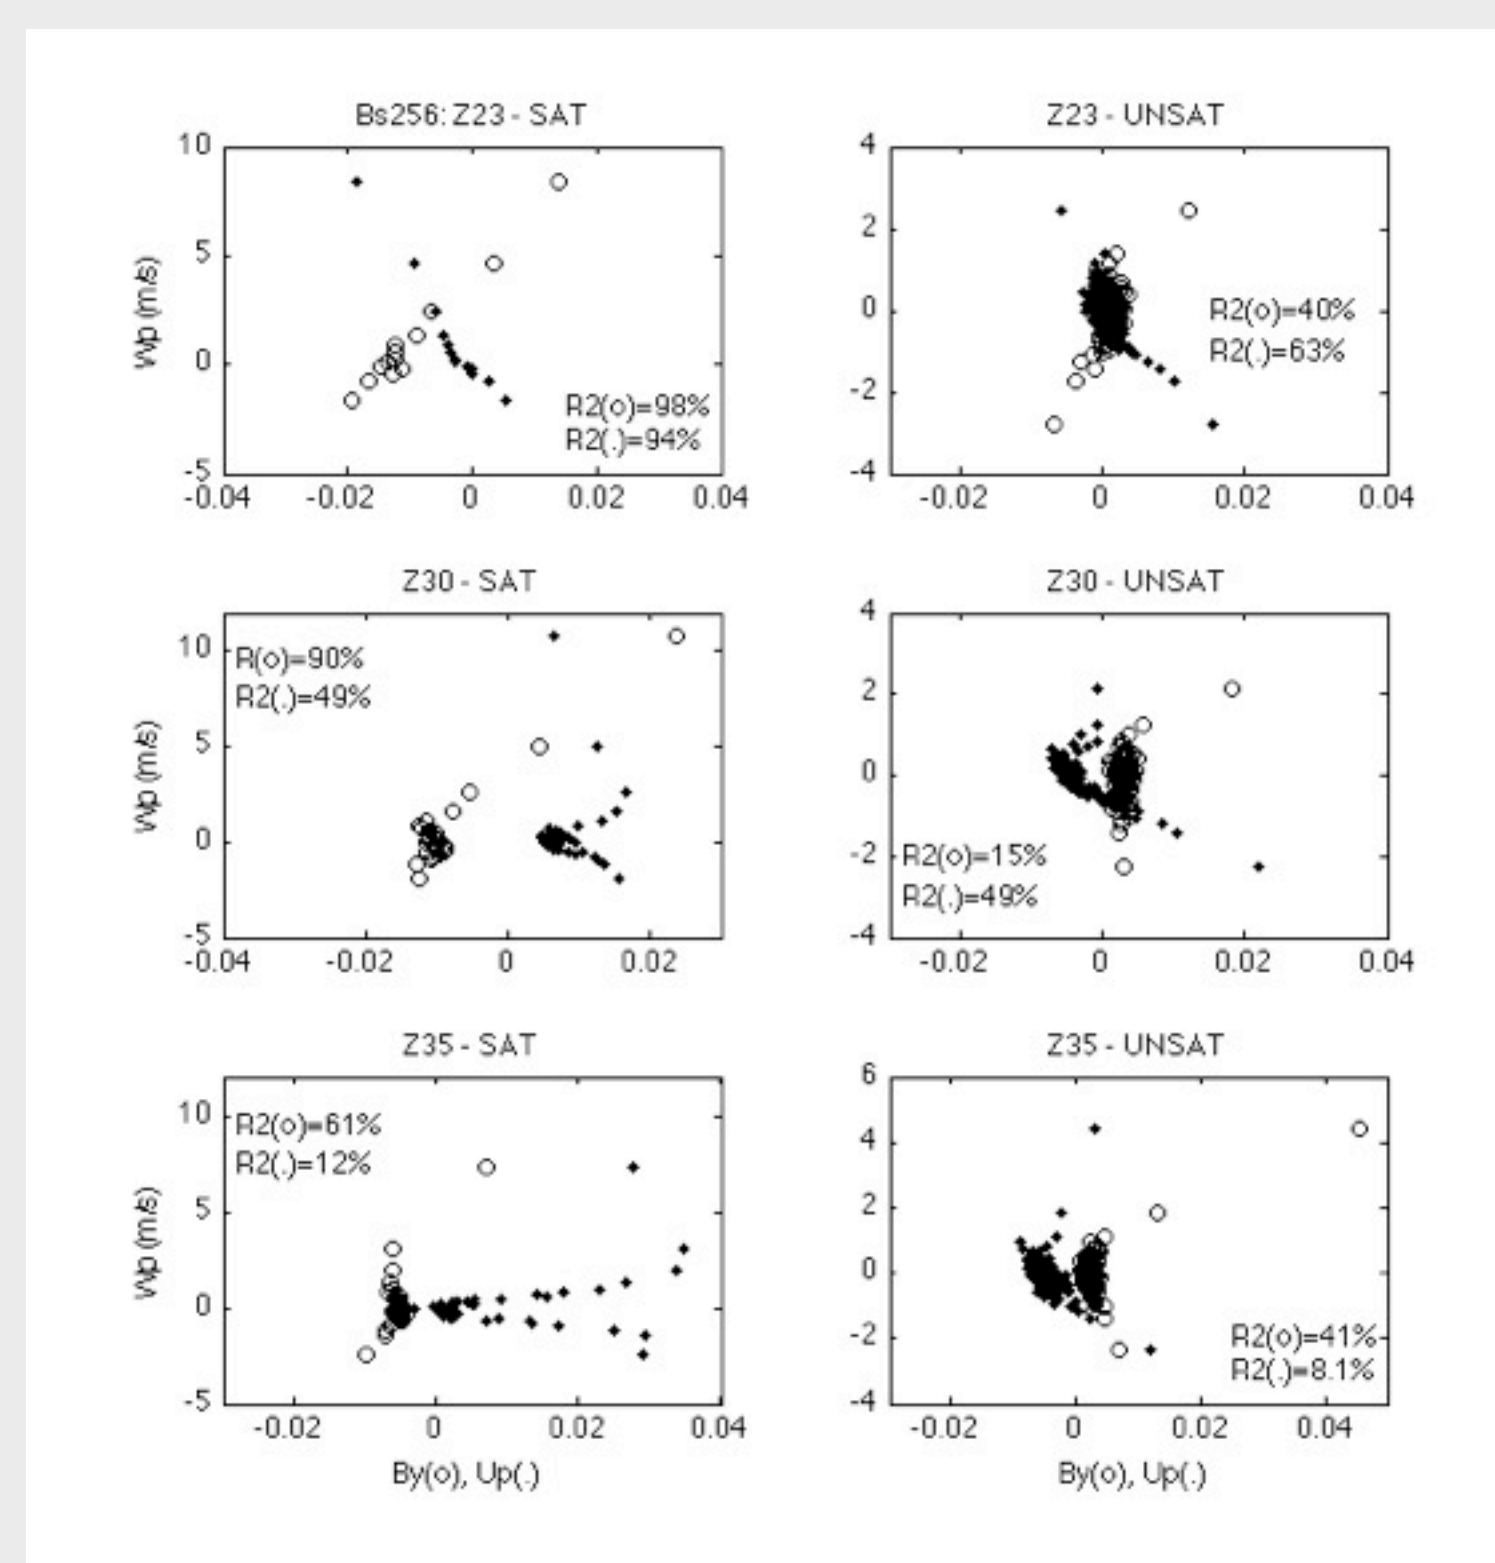 Bs256: Z23 - SAT
10
5
0
-5
Wp (m/s)
R2(o)=98%
R2(.)=94%
-0.04 -0.02 0 0.02 0.04
Z23 - UNSAT
4
2
0
-2
-4
R2(o)=40%
R2(.)=63%
-0.02 0 0.02 0.04
Z30 - SAT
10
5
0
-5
Wp (m/s)
R(o)=90%
R2(.)=49%
-0.04 -0.02 0 0.02
Z30 - UNSAT
4
2
0
-2
-4
R2(o)=15%
R2(.)=49%
-0.02 0 0.02 0.04
Z35 - SAT
10
5
0
-5
Wp (m/s)
R2(o)=61%
R2(.)=12%
-0.02 0 0.02 0.04
By(o), Up(.)
Z35 - UNSAT
6
4
2
0
-2
-4
R2(o)=41%
R2(.)=8.1%
-0.02 0 0.02 0.04
By(o), Up(.)